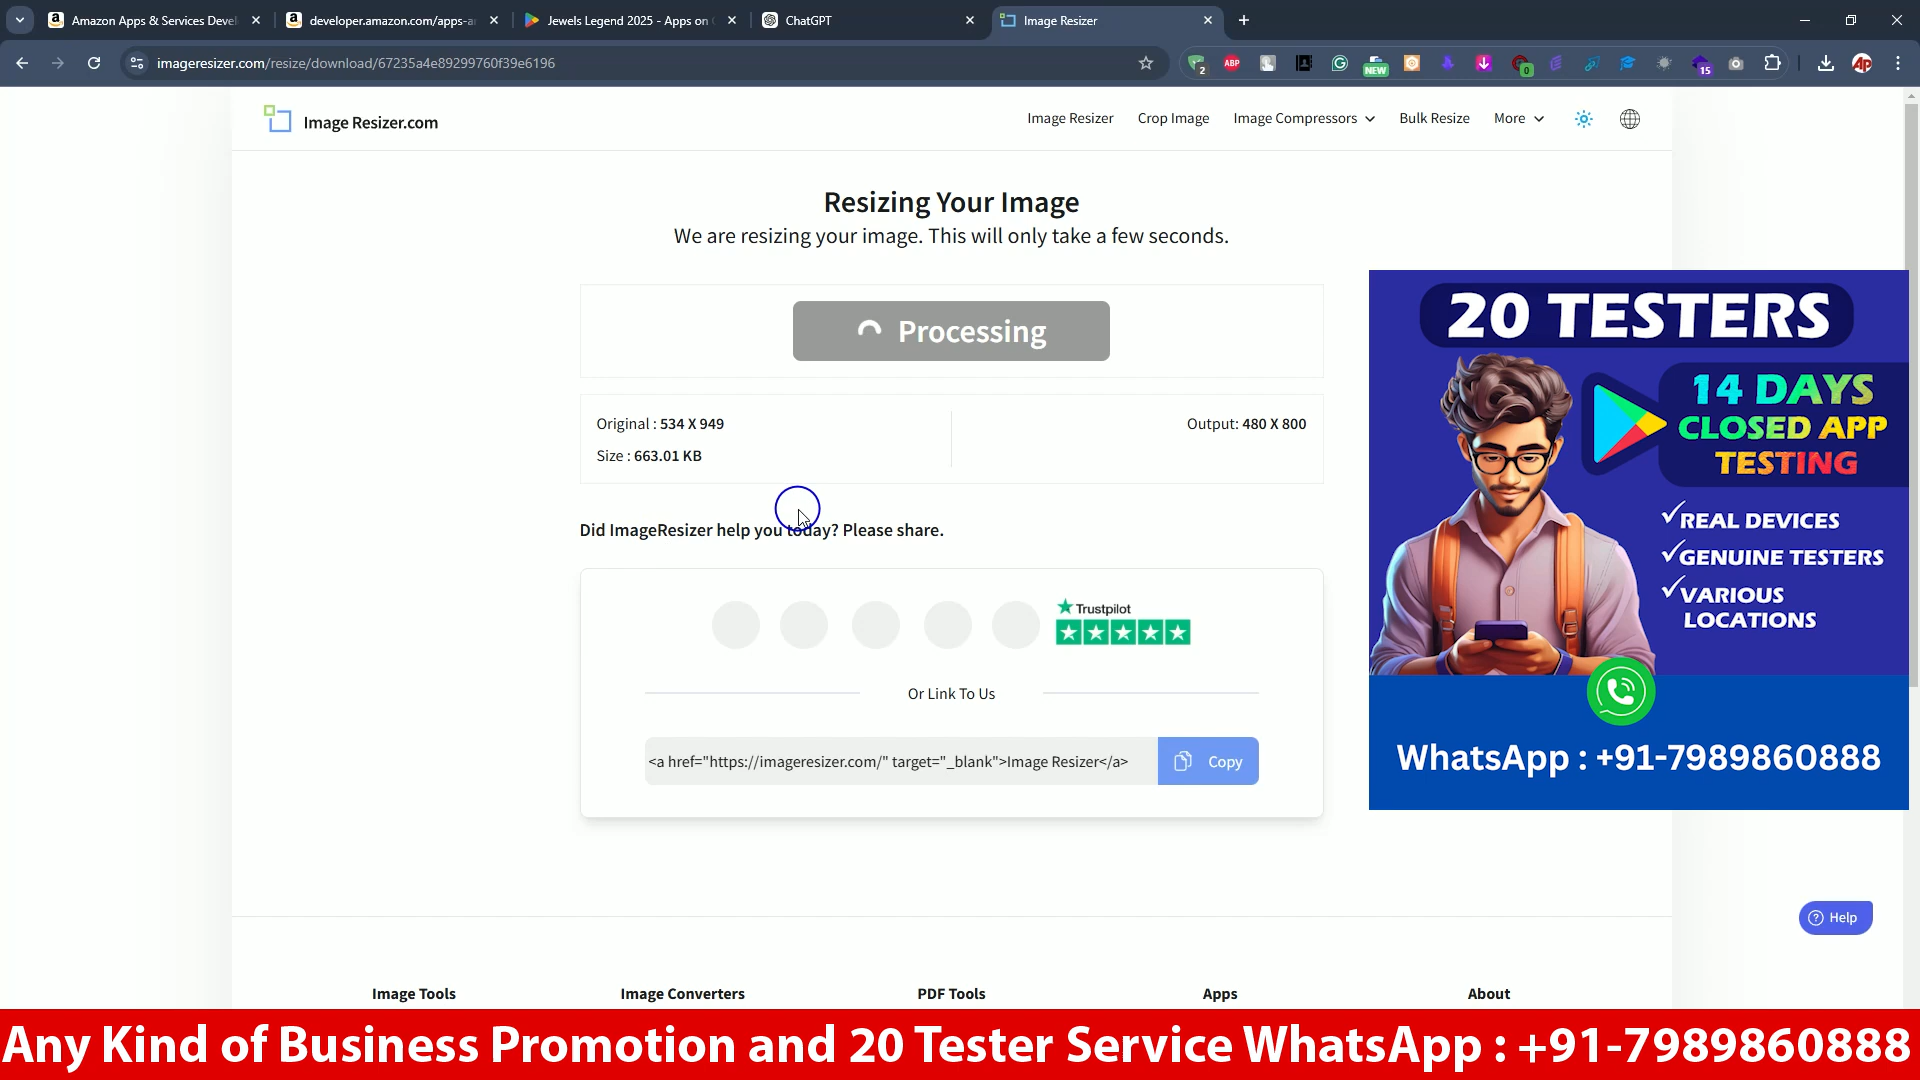 Amazon Apps & Services Devel
developer.amazon.com/apps-a
Jewels Legend 2025 - Apps on
ChatGPT
Image Resizer
imageresizer.com/resize/download/67235a4e89299760f39e6196
2
ABP
NEW
0
15
Image Resizer.com
Image Resizer
Crop Image
Image Compressors
Bulk Resize
More
Resizing Your Image
We are resizing your image. This will only take a few seconds.
Processing
Original : 534 X 949
Output: 480 X 800
Size : 663.01 KB
Did ImageResizer help you today? Please share.
Trustpilot
Or Link To Us
<a href="https://imageresizer.com/" target="_blank">Image Resizer</a>
Copy
20 TESTERS
14 DAYS
CLOSED APP
TESTING
REAL DEVICES
GENUINE TESTERS
VARIOUS
LOCATIONS
WhatsApp : +91-7989860888
Help
Image Tools
Image Converters
PDF Tools
Apps
About
Any Kind of Business Promotion and 20 Tester Service WhatsApp : +91-7989860888